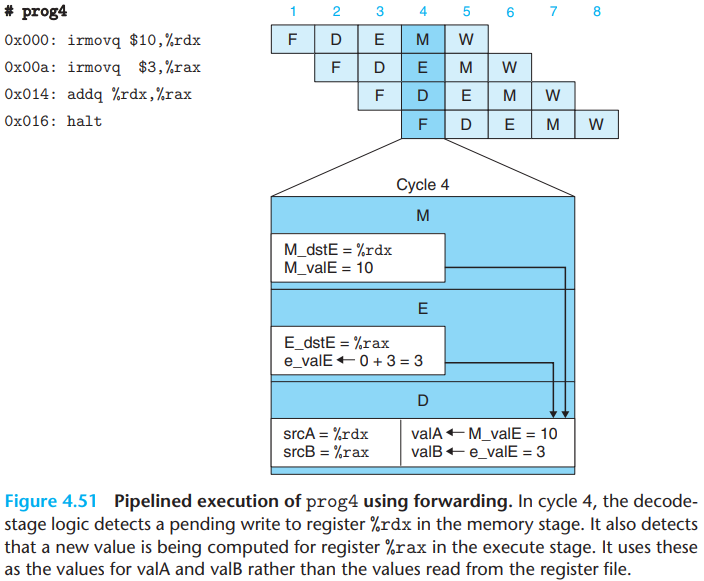 # prog4
1 2 3 4 5 6 7 8
0x000: irmovq $10,%rdx F D E M W
0x00a: irmovq $3,%rax F D E M W
0x014: addq %rdx,%rax F D E M W
0x016: halt F D E M W
Cycle 4
M
M_dstE = %rdx
M_valE = 10
E
E_dstE = %rax
e_valE ← 0 + 3 = 3
D
srcA = %rdx valA ← M_valE = 10
srcB = %rax valB ← e_valE = 3
Figure 4.51 Pipelined execution of prog4 using forwarding. In cycle 4, the decode-
stage logic detects a pending write to register %rdx in the memory stage. It also detects
that a new value is being computed for register %rax in the execute stage. It uses these
as the values for valA and valB rather than the values read from the register file.